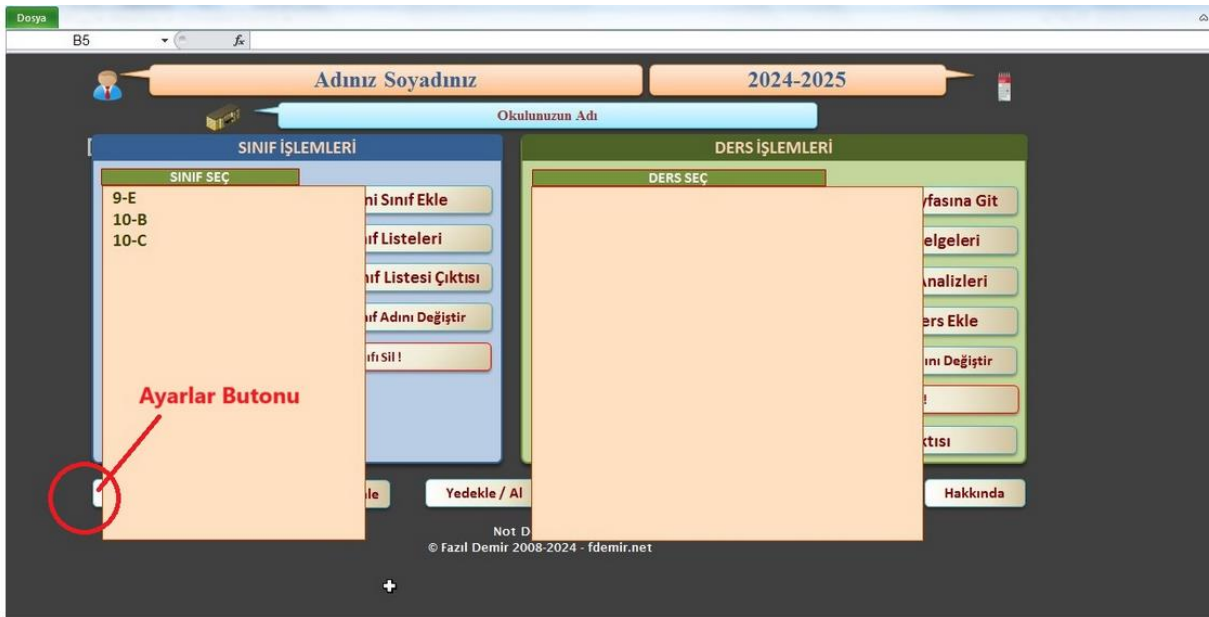 Dosya
B5
fx
Adınız Soyadınız
2024-2025
Okulunuzun Adı
SINIF İŞLEMLERİ
DERS İŞLEMLERİ
SINIF SEÇ
DERS SEÇ
9-E
10-B
10-C
ni Sınıf Ekle
ıf Listeleri
ıf Listesi Çıktısı
ıf Adını Değiştir
ıfı Sil !
yfasına Git
elgeleri
nalizleri
ers Ekle
ını Değiştir
!
ktısı
Ayarlar Butonu
le
Yedekle / Al
Hakkında
Not D
© Fazıl Demir 2008-2024 - fdemir.net